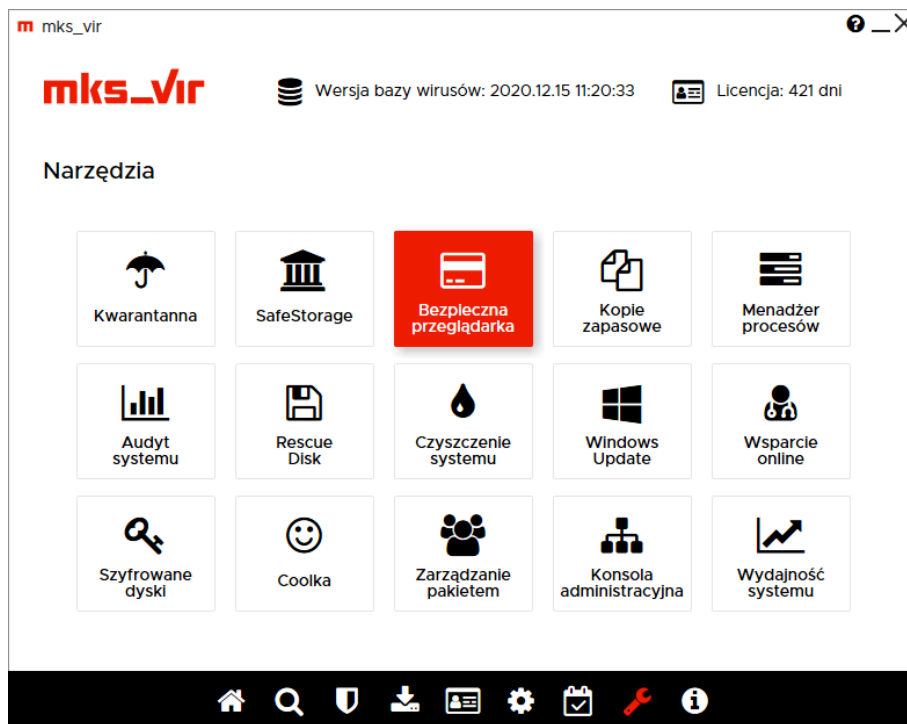 mks_vir
mks_vir
Wersja bazy wirusów: 2020.12.15 11:20:33
Licencja: 421 dni
Narzędzia
Kwarantanna
SafeStorage
Bezpieczna
przeglądarka
Kopie
zapasowe
Menadżer
procesów
Audyt
systemu
Rescue
Disk
Czyszczenie
systemu
Windows
Update
Wsparcie
online
Szyfrowane
dyski
Coolka
Zarządzanie
pakietem
Konsola
administracyjna
Wydajność
systemu